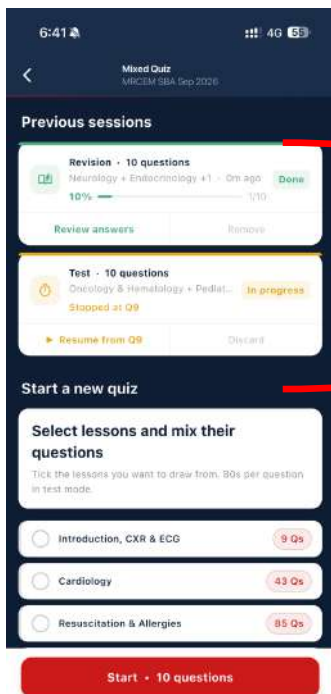 6:41
4G 55
Mixed Quiz
MRCEM SBA Sep 2026
Previous sessions
Revision · 10 questions
Neurology + Endocrinology +1 · 0m ago
Done
10%
1/10
Review answers
Remove
Test · 10 questions
Oncology & Hematology + Pediat...
In progress
Stopped at Q9
Resume from Q9
Discard
Start a new quiz
Select lessons and mix their
questions
Tick the lessons you want to draw from. 80s per question
in test mode.
Introduction, CXR & ECG
9 Qs
Cardiology
43 Qs
Resuscitation & Allergies
85 Qs
Start · 10 questions